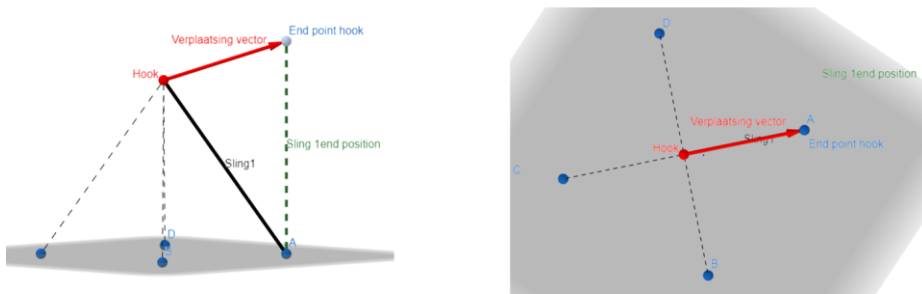 End point hook
Verplaatsing vector
Hook
Sling 1end position
Sling1
D
B
A
D
Sling 1end position
A
Verplaatsing vector
Sling1
End point hook
Hook
C
B